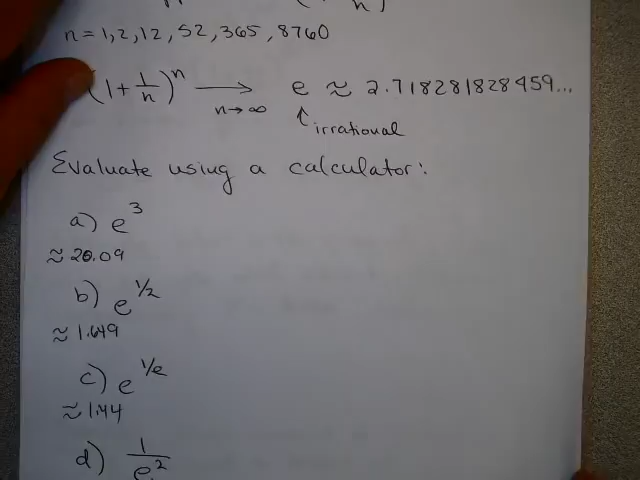 n = 1, 2, 12, 52, 365, 8760
(1 + 1/n)^n → e ≈ 2.718281828459...
n→∞
↑ irrational
Evaluate using a calculator:
a) e^3
≈ 20.09
b) e^1/2
≈ 1.649
c) e^1/e
≈ 1.44
d) 1/e^2